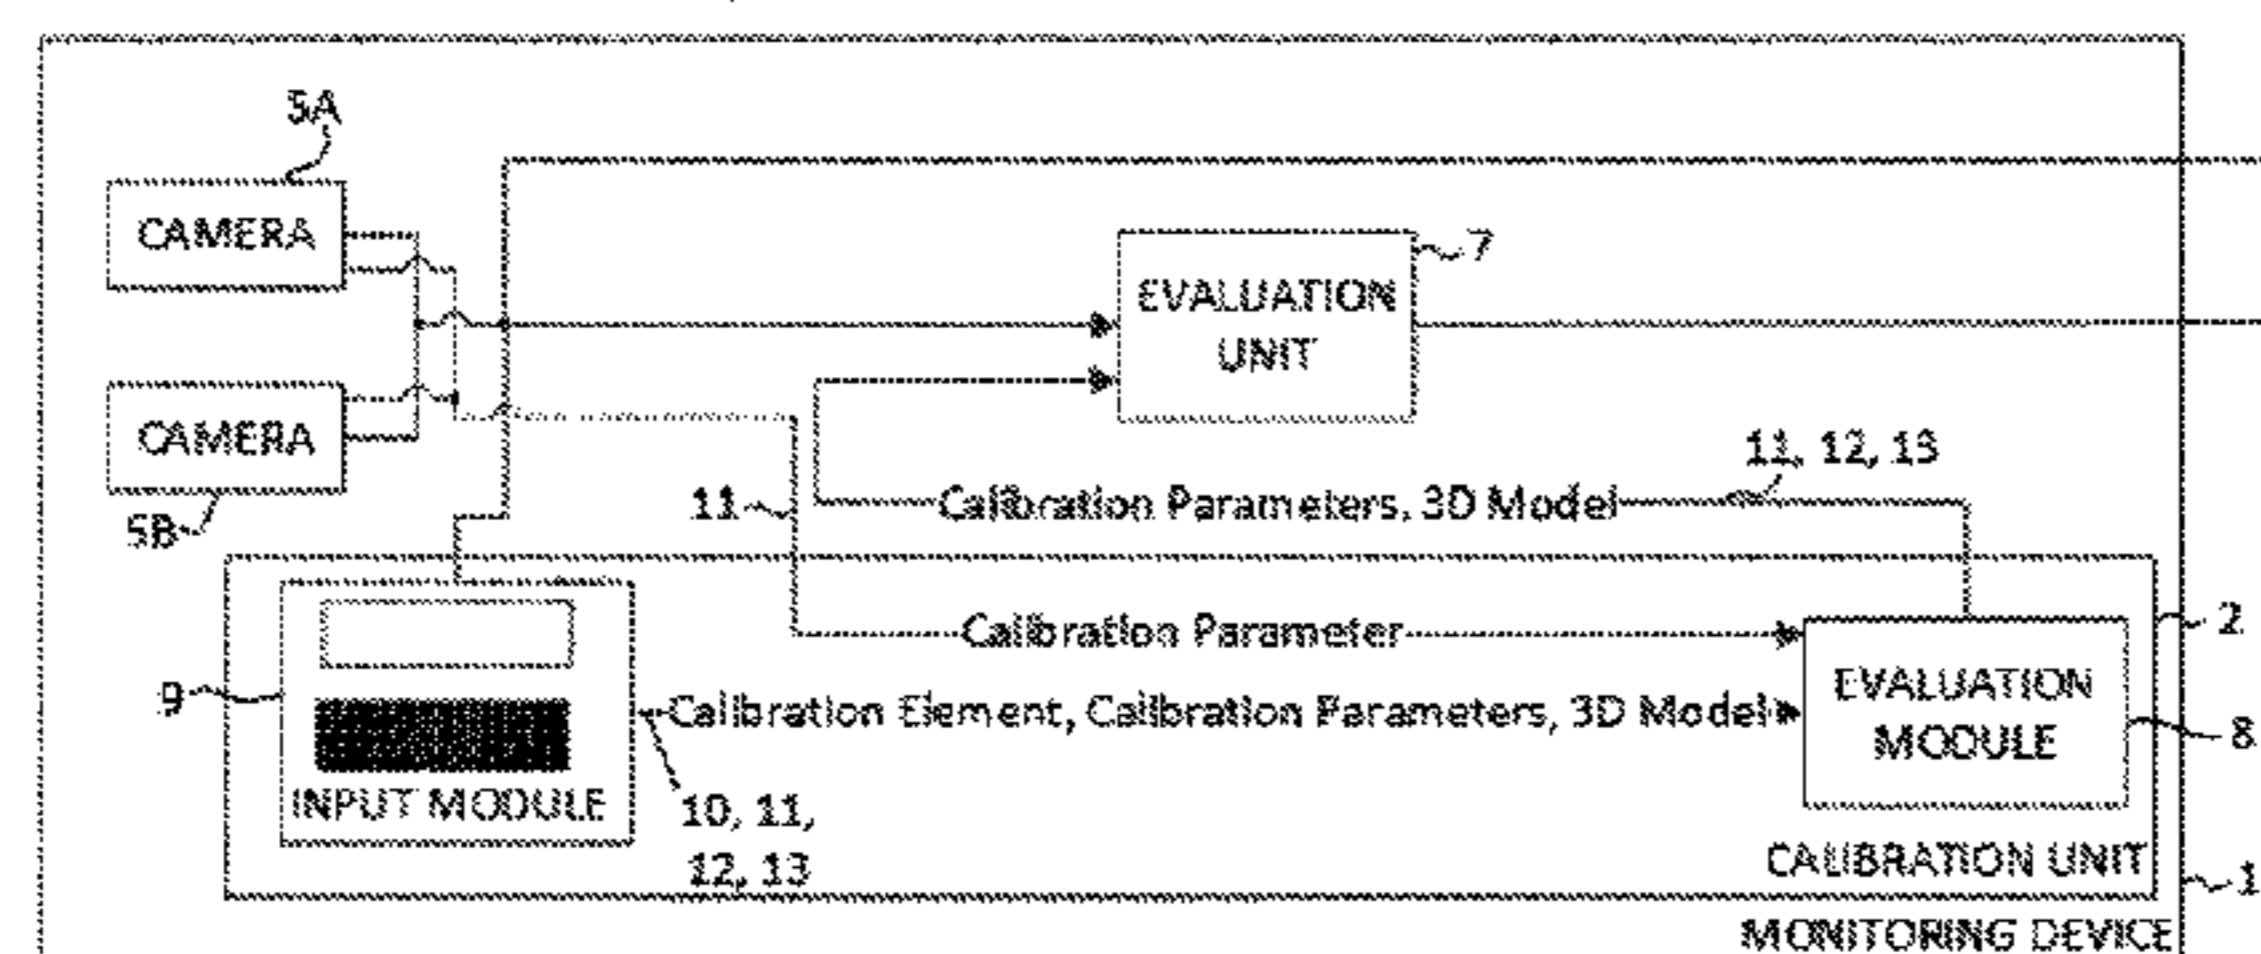 5A
CAMERA
7
EVALUATION
UNIT
CAMERA
5B
11, 12, 13
11
Calibration Parameters, 3D Model
2
Calibration Parameter
9
EVALUATION
MODULE
Calibration Element, Calibration Parameters, 3D Model
8
INPUT MODULE
10, 11,
12, 13
CALIBRATION UNIT
1
MONITORING DEVICE